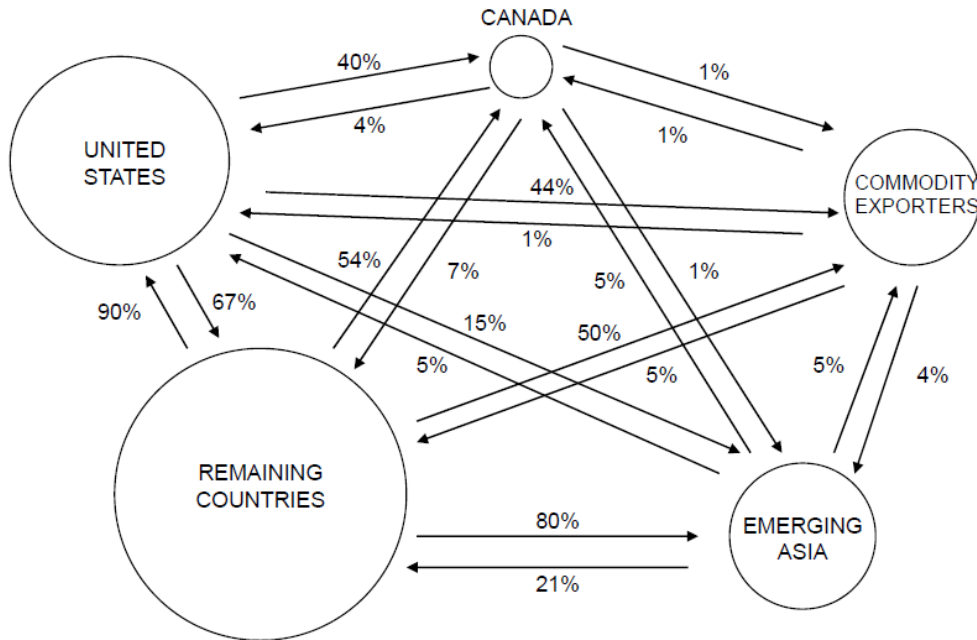 CANADA
40%
1%
4%
1%
UNITED
STATES
COMMODITY
EXPORTERS
44%
1%
54%
7%
5%
1%
90%
67%
15%
50%
5%
5%
5%
4%
REMAINING
COUNTRIES
80%
EMERGING
ASIA
21%